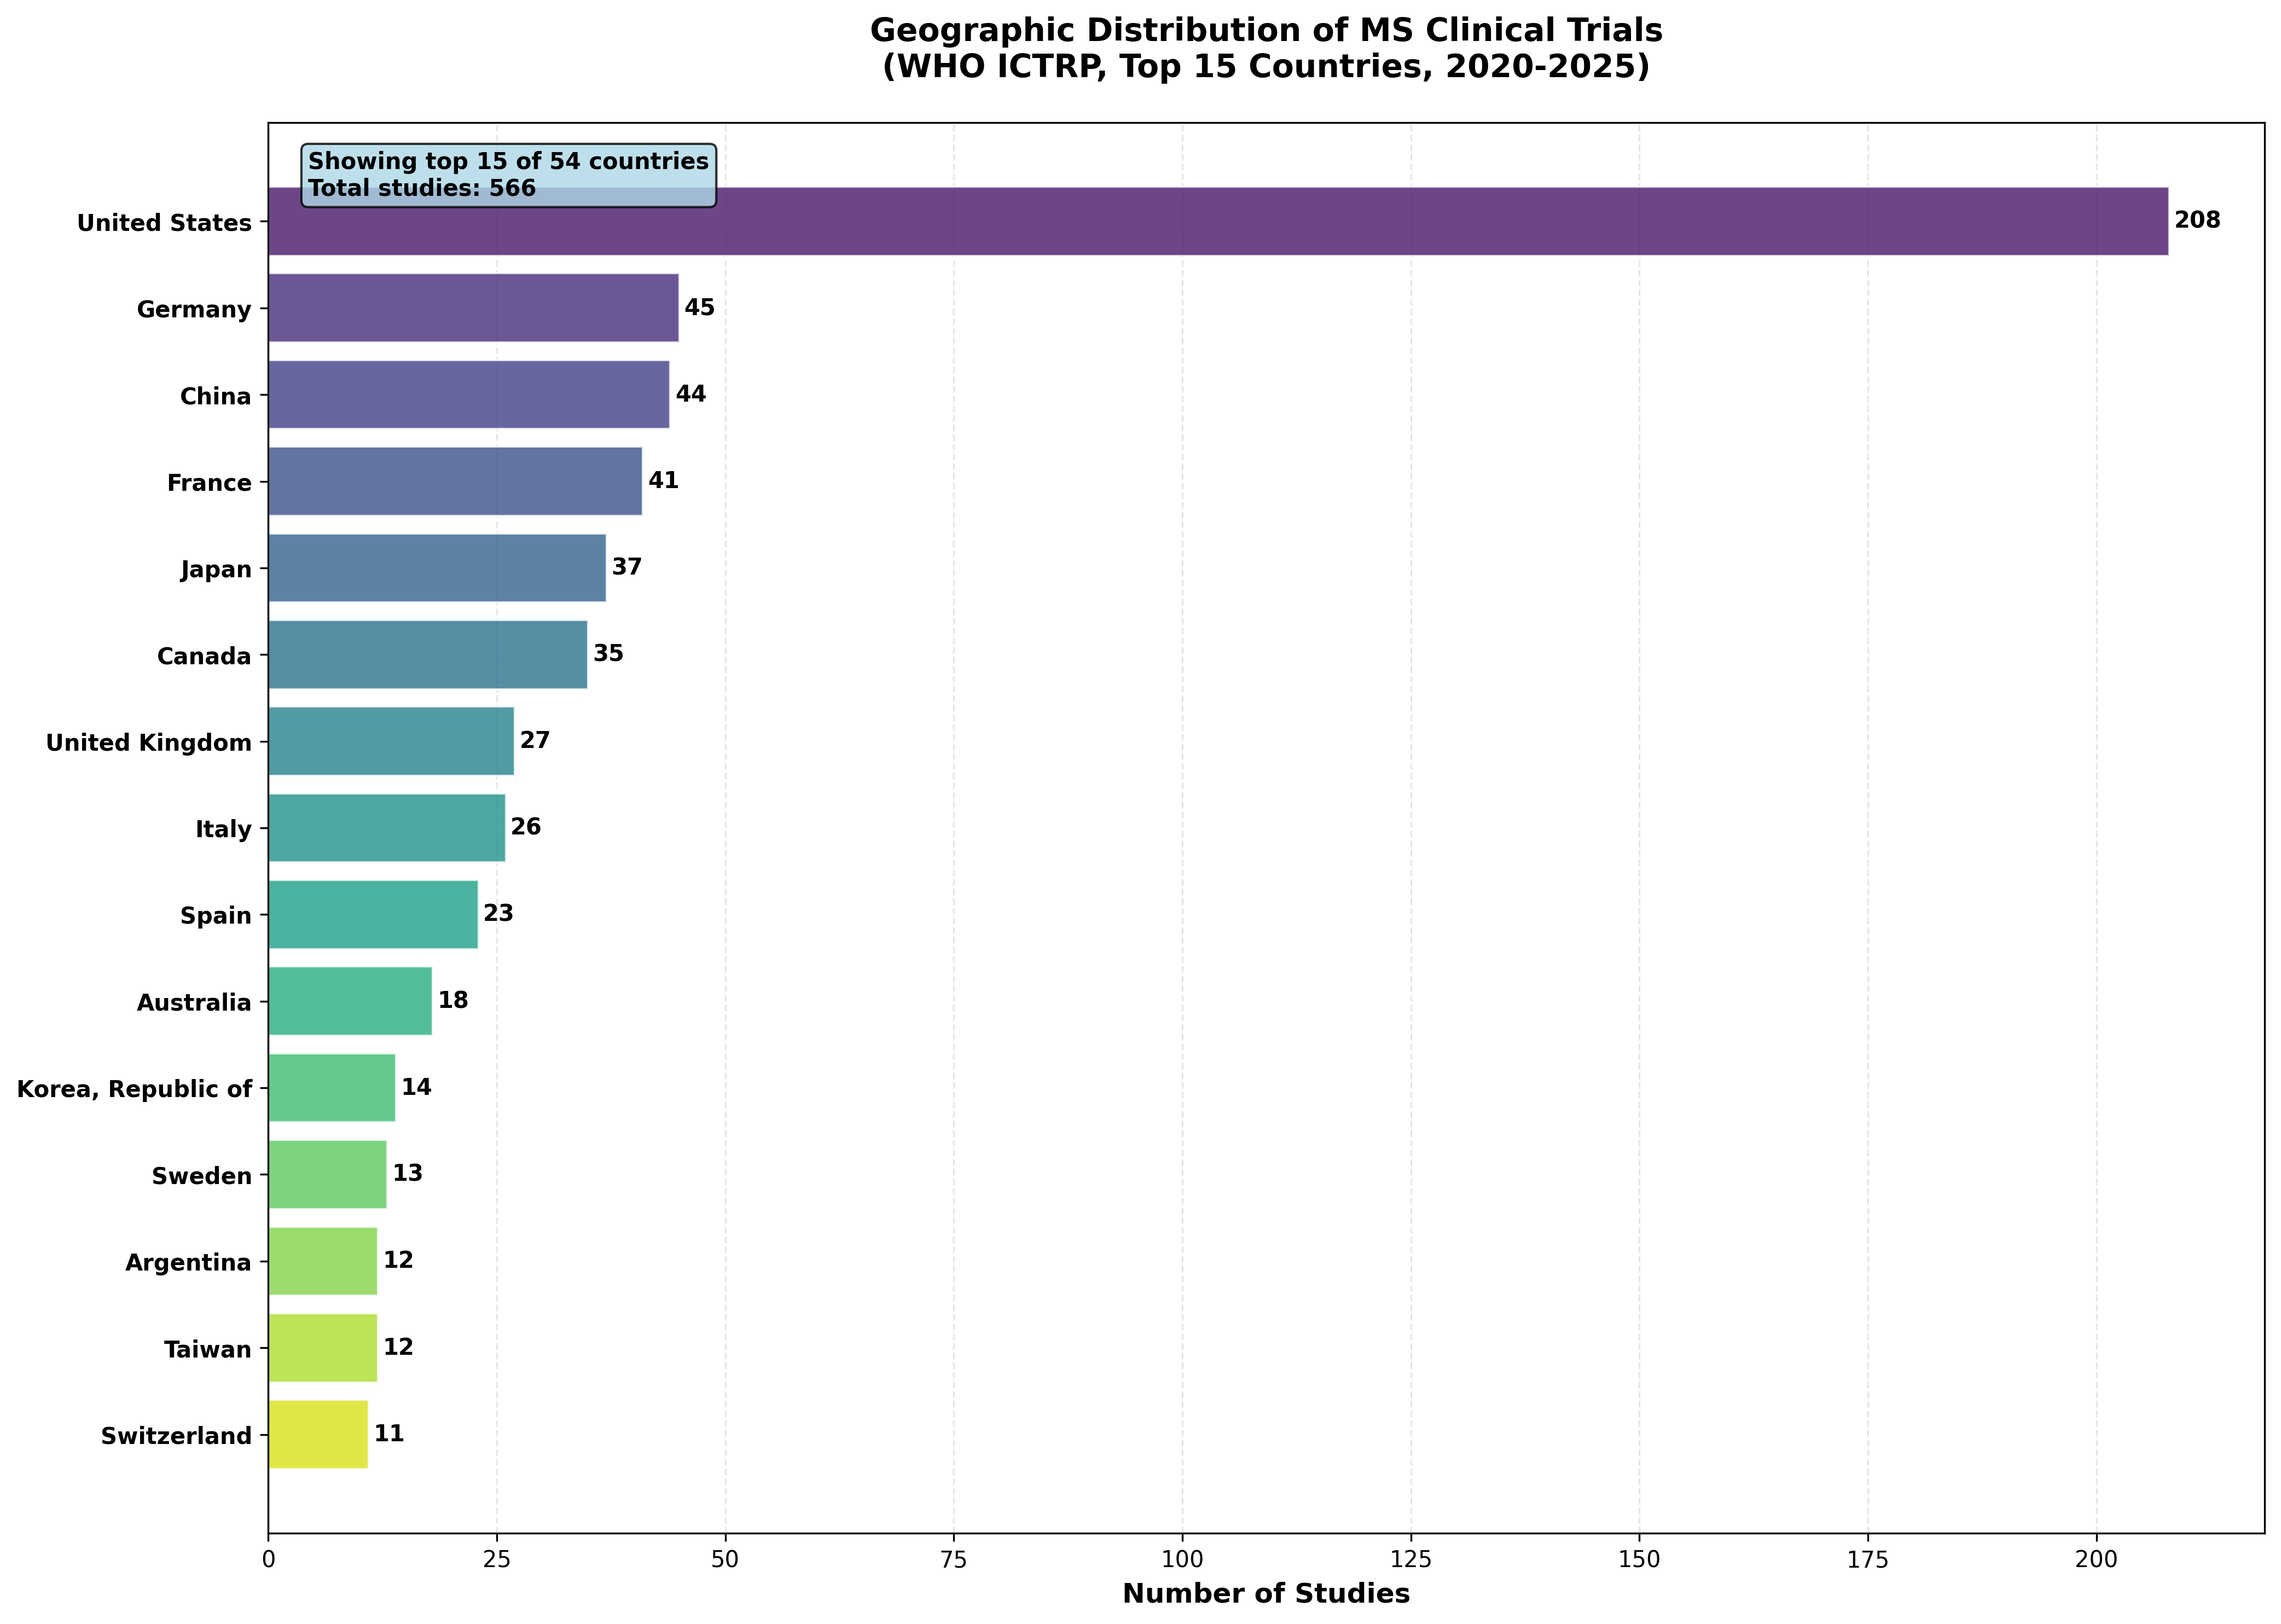 Geographic Distribution of MS Clinical Trials
(WHO ICTRP, Top 15 Countries, 2020-2025)
Showing top 15 of 54 countries
Total studies: 566
United States 208
Germany 45
China 44
France 41
Japan 37
Canada 35
United Kingdom 27
Italy 26
Spain 23
Australia 18
Korea, Republic of 14
Sweden 13
Argentina 12
Taiwan 12
Switzerland 11
0 25 50 75 100 125 150 175 200
Number of Studies